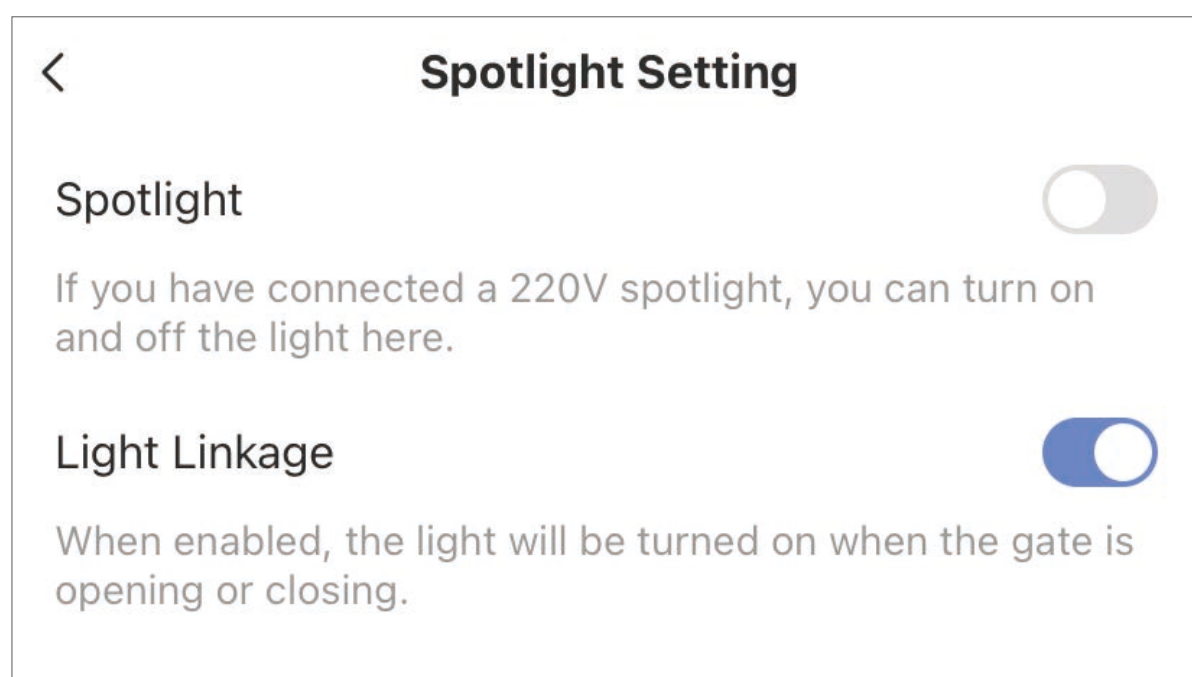 Spotlight Setting
Spotlight
If you have connected a 220V spotlight, you can turn on
and off the light here.
Light Linkage
When enabled, the light will be turned on when the gate is
opening or closing.